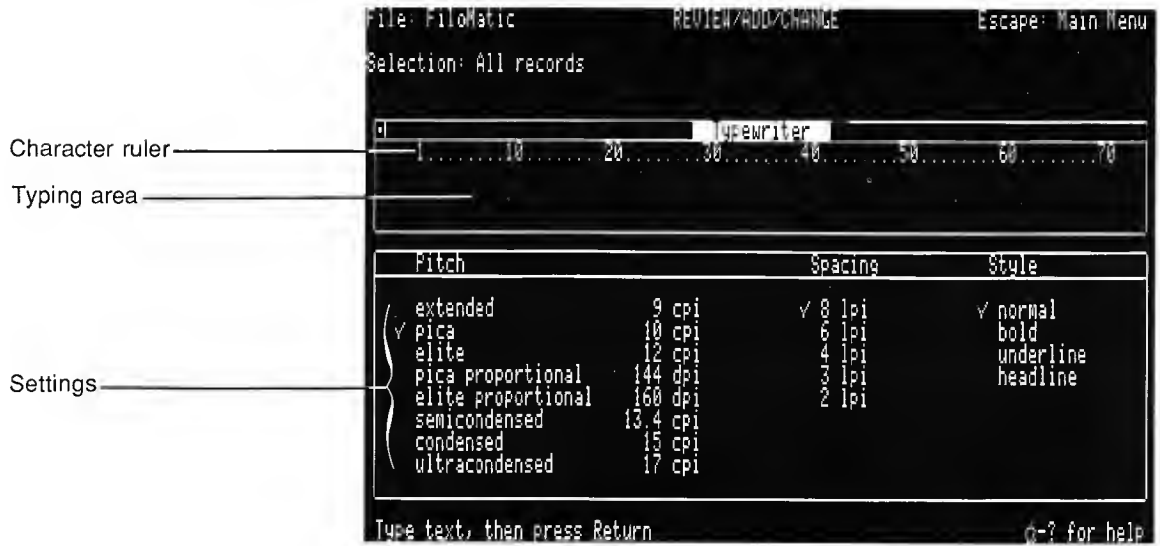 File: FiloMatic REVIEW/ADD/CHANGE Escape: Main Menu
Selection: All records
Typewriter
Character ruler
1........10........20........30........40........50........60........70
Typing area
Pitch Spacing Style
extended 9 cpi √ 8 lpi √ normal
√ pica 10 cpi 6 lpi bold
elite 12 cpi 4 lpi underline
pica proportional 144 dpi 3 lpi headline
Settings
elite proportional 160 dpi 2 lpi
semicondensed 13.4 cpi
condensed 15 cpi
ultracondensed 17 cpi
Type text, then press Return -? for help